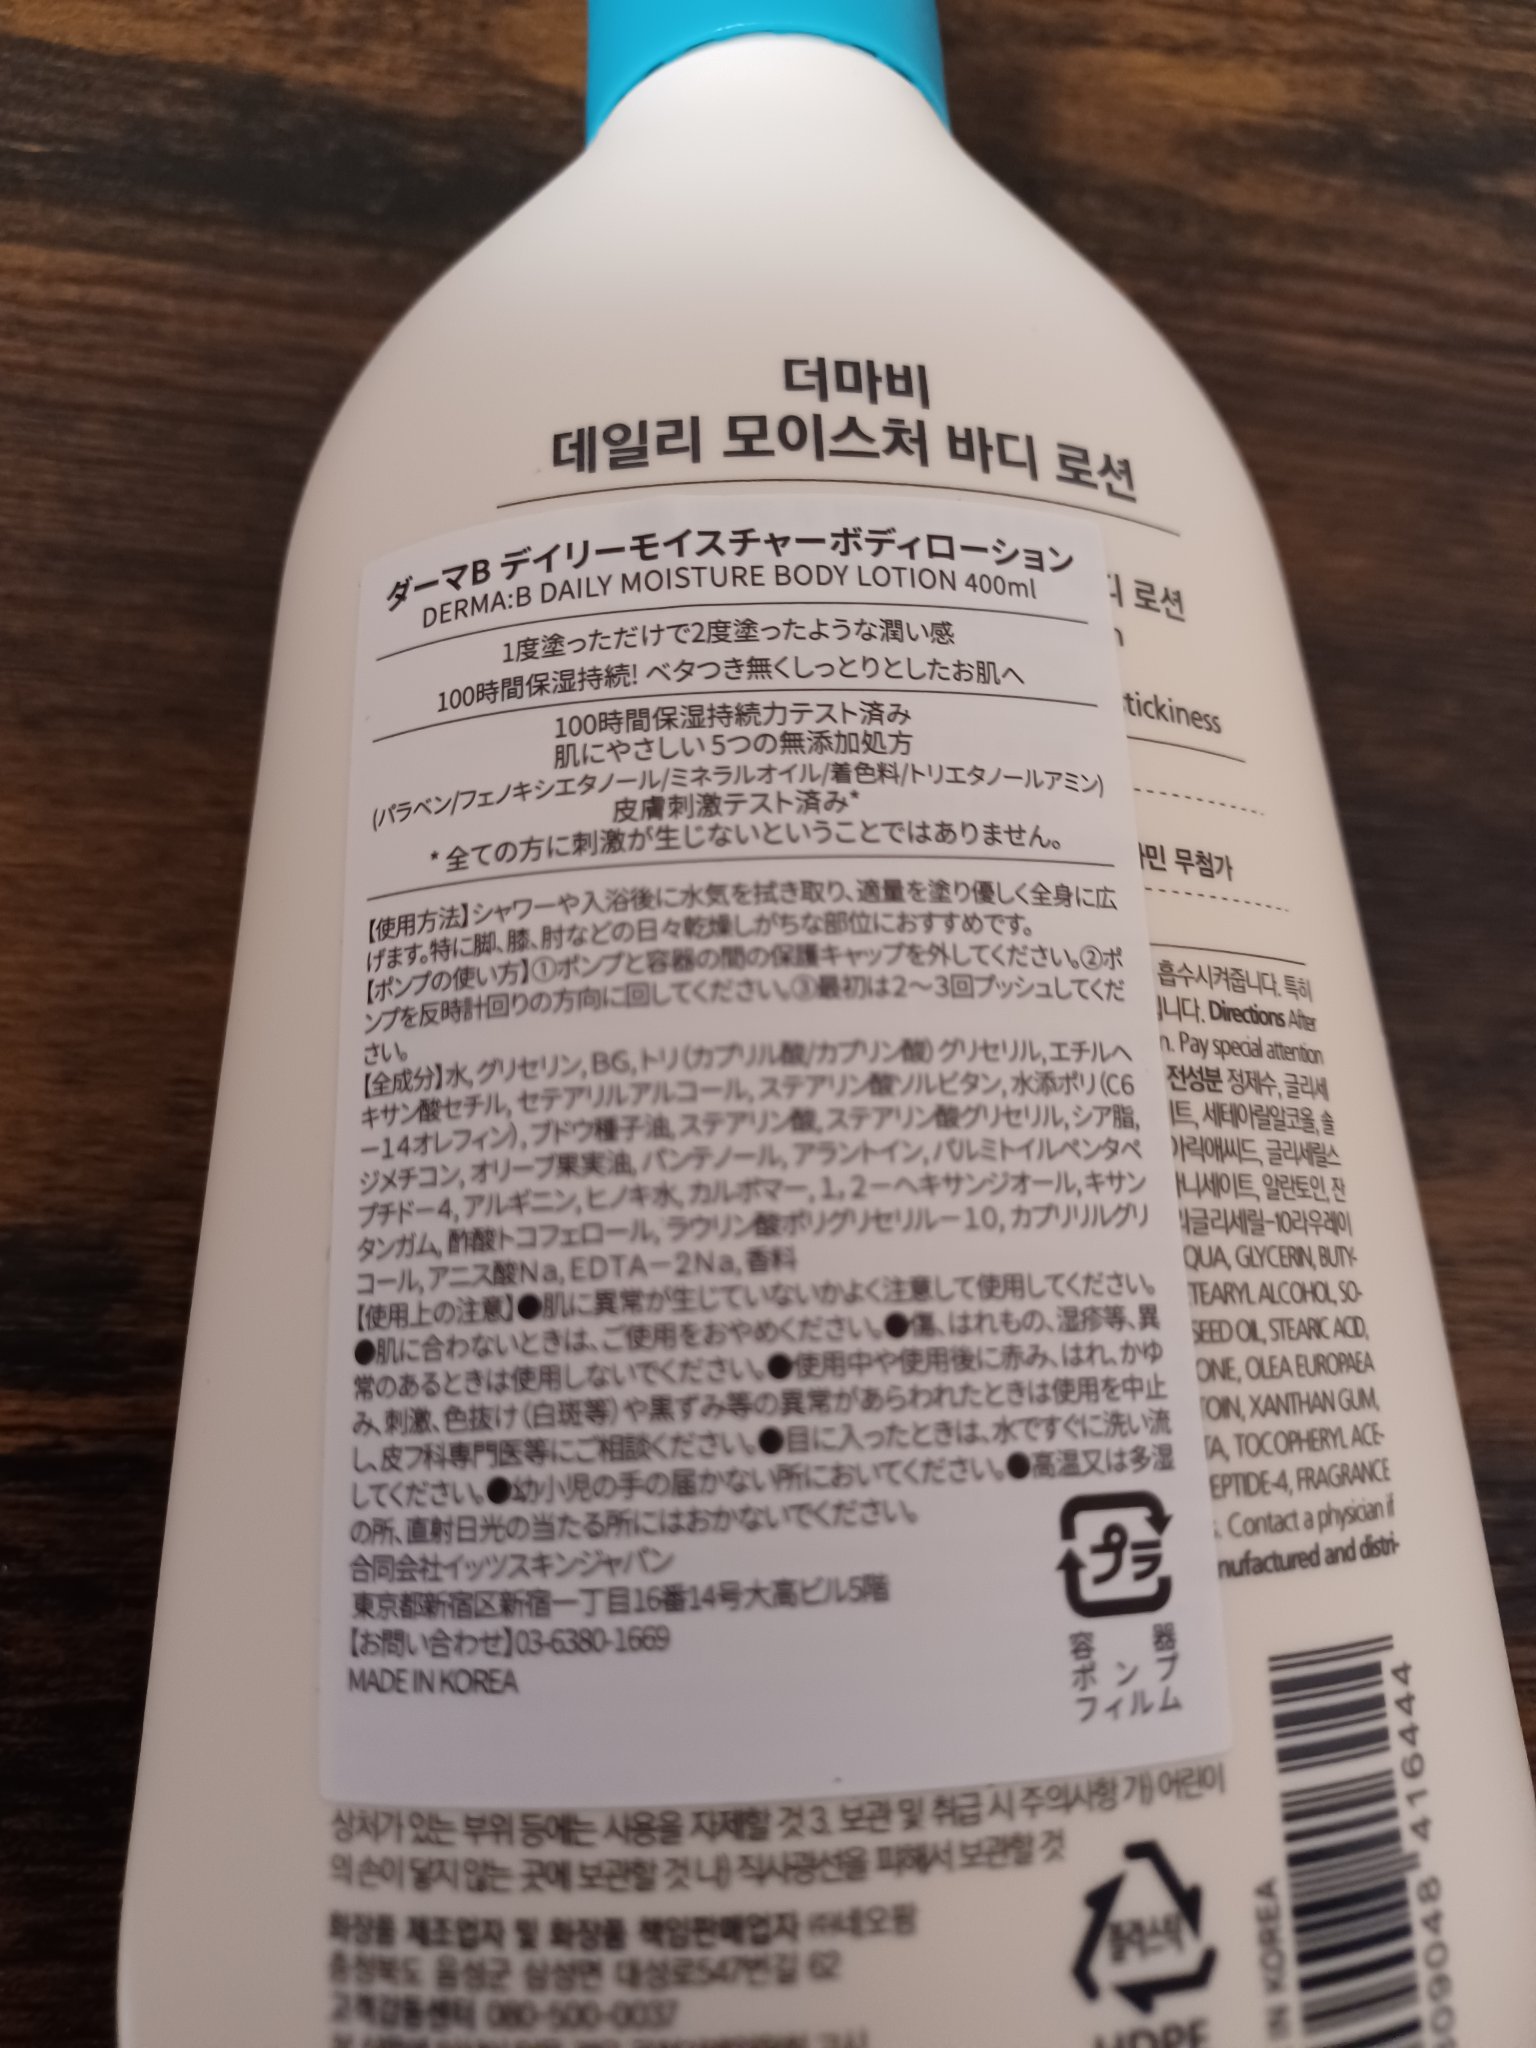 더마비
데일리 모이스처 바디 로션
디 로션
n
stickiness
민 무첨가
ダーマB デイリーモイスチャーボディローション
DERMA:B DAILY MOISTURE BODY LOTION 400ml
1度塗っただけで2度塗ったような潤い感
100時間保湿持続! ベタつき無くしっとりとしたお肌へ
100時間保湿持続力テスト済み
肌にやさしい 5つの無添加処方
(パラベン/フェノキシエタノール/ミネラルオイル/着色料/トリエタノールアミン)
皮膚刺激テスト済み*
* 全ての方に刺激が生じないということではありません。
【使用方法】シャワーや入浴後に水気を拭き取り、適量を塗り優しく全身に広
げます。特に脚、膝、肘などの日々乾燥しがちな部位におすすめです。
【ポンプの使い方】①ポンプと容器の間の保護キャップを外してください。②ポ
ンプを反時計回りの方向に回してください。③最初は2～3回プッシュしてくだ
さい。
【全成分】水, グリセリン, BG, トリ(カプリル酸/カプリン酸) グリセリル, エチルヘ
キサン酸セチル, セテアリルアルコール, ステアリン酸ソルビタン, 水添ポリ(C6
－14オレフィン), ブドウ種子油, ステアリン酸, ステアリン酸グリセリル, シア脂,
ジメチコン, オリーブ果実油, パンテノール, アラントイン, パルミトイルペンタペ
プチド－4, アルギニン, ヒノキ水, カルボマー, 1, 2－ヘキサンジオール, キサン
タンガム, 酢酸トコフェロール, ラウリン酸ポリグリセリル－10, カプリリルグリ
コール, アニス酸Na, EDTA－2Na, 香料
【使用上の注意】●肌に異常が生じていないかよく注意して使用してください。
●肌に合わないときは、ご使用をおやめください。●傷、はれもの、湿疹等、異
常のあるときは使用しないでください。●使用中や使用後に赤み、はれ、かゆ
み、刺激、色抜け(白斑等)や黒ずみ等の異常があらわれたときは使用を中止
し、皮フ科専門医等にご相談ください。●目に入ったときは、水ですぐに洗い流
してください。●幼小児の手の届かない所においてください。●高温又は多湿
の所、直射日光の当たる所にはおかないでください。
合同会社イッツスキンジャパン
東京都新宿区新宿一丁目16番14号大高ビル5階
【お問い合わせ】03-6380-1669
MADE IN KOREA
プラ
容器
ポンプ
フィルム
흡수시켜줍니다. 특히
니다. Directions After
n. Pay special attention
전성분 정제수, 글리세
트, 세테아릴알코올, 솔
아릭애씨드, 글리세릴스
니세이트, 알란토인, 잔
리글리세릴-10라우레이
QUA, GLYCERIN, BUTY-
TEARYL ALCOHOL, SO-
SEED OIL, STEARIC ACID,
ONE, OLEA EUROPAEA
TOIN, XANTHAN GUM,
TA, TOCOPHERYL ACE-
EPTIDE-4, FRAGRANCE
s. Contact a physician if
nufactured and distri-
상처가 있는 부위 등에는 사용을 자제할 것 3. 보관 및 취급 시 주의사항 가) 어린이
의 손이 닿지 않는 곳에 보관할 것 나) 직사광선을 피해서 보관할 것
화장품 제조업자 및 화장품 책임판매업자 ㈜네오팜
충청북도 음성군 삼성면 대성로547번길 62
고객감동센터 080-500-0037
플라스틱
HDPE
IN KOREA
809048 416444